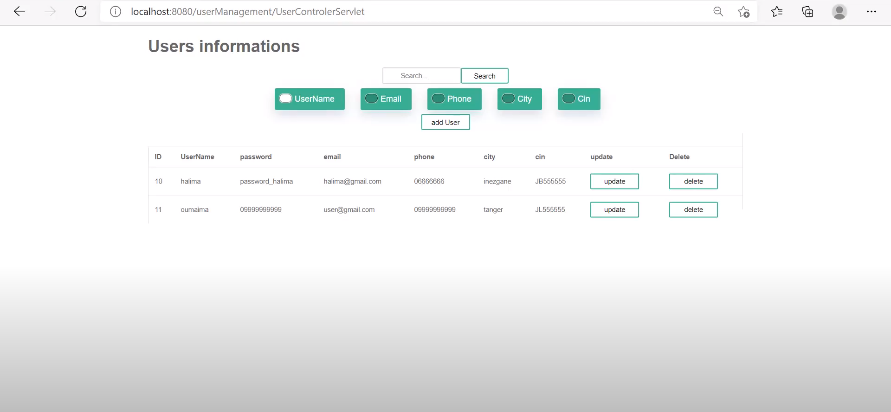 localhost:8080/userManagement/UserControlerServlet
Users informations
Search... Search
UserName Email Phone City Cin
add User
ID UserName password email phone city cin update Delete
10 halima password_halima halima@gmail.com 06666666 inezgane JB555555 update delete
11 oumaima 09999999999 user@gmail.com 09999999999 tanger JL555555 update delete